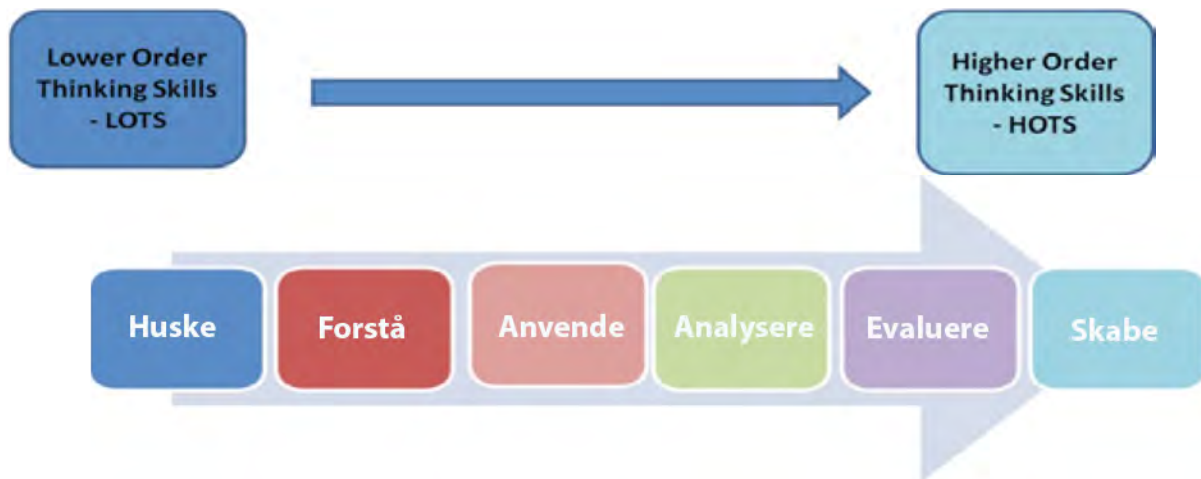 Lower Order
Thinking Skills
- LOTS
Higher Order
Thinking Skills
- HOTS
Huske
Forstå
Anvende
Analysere
Evaluere
Skabe